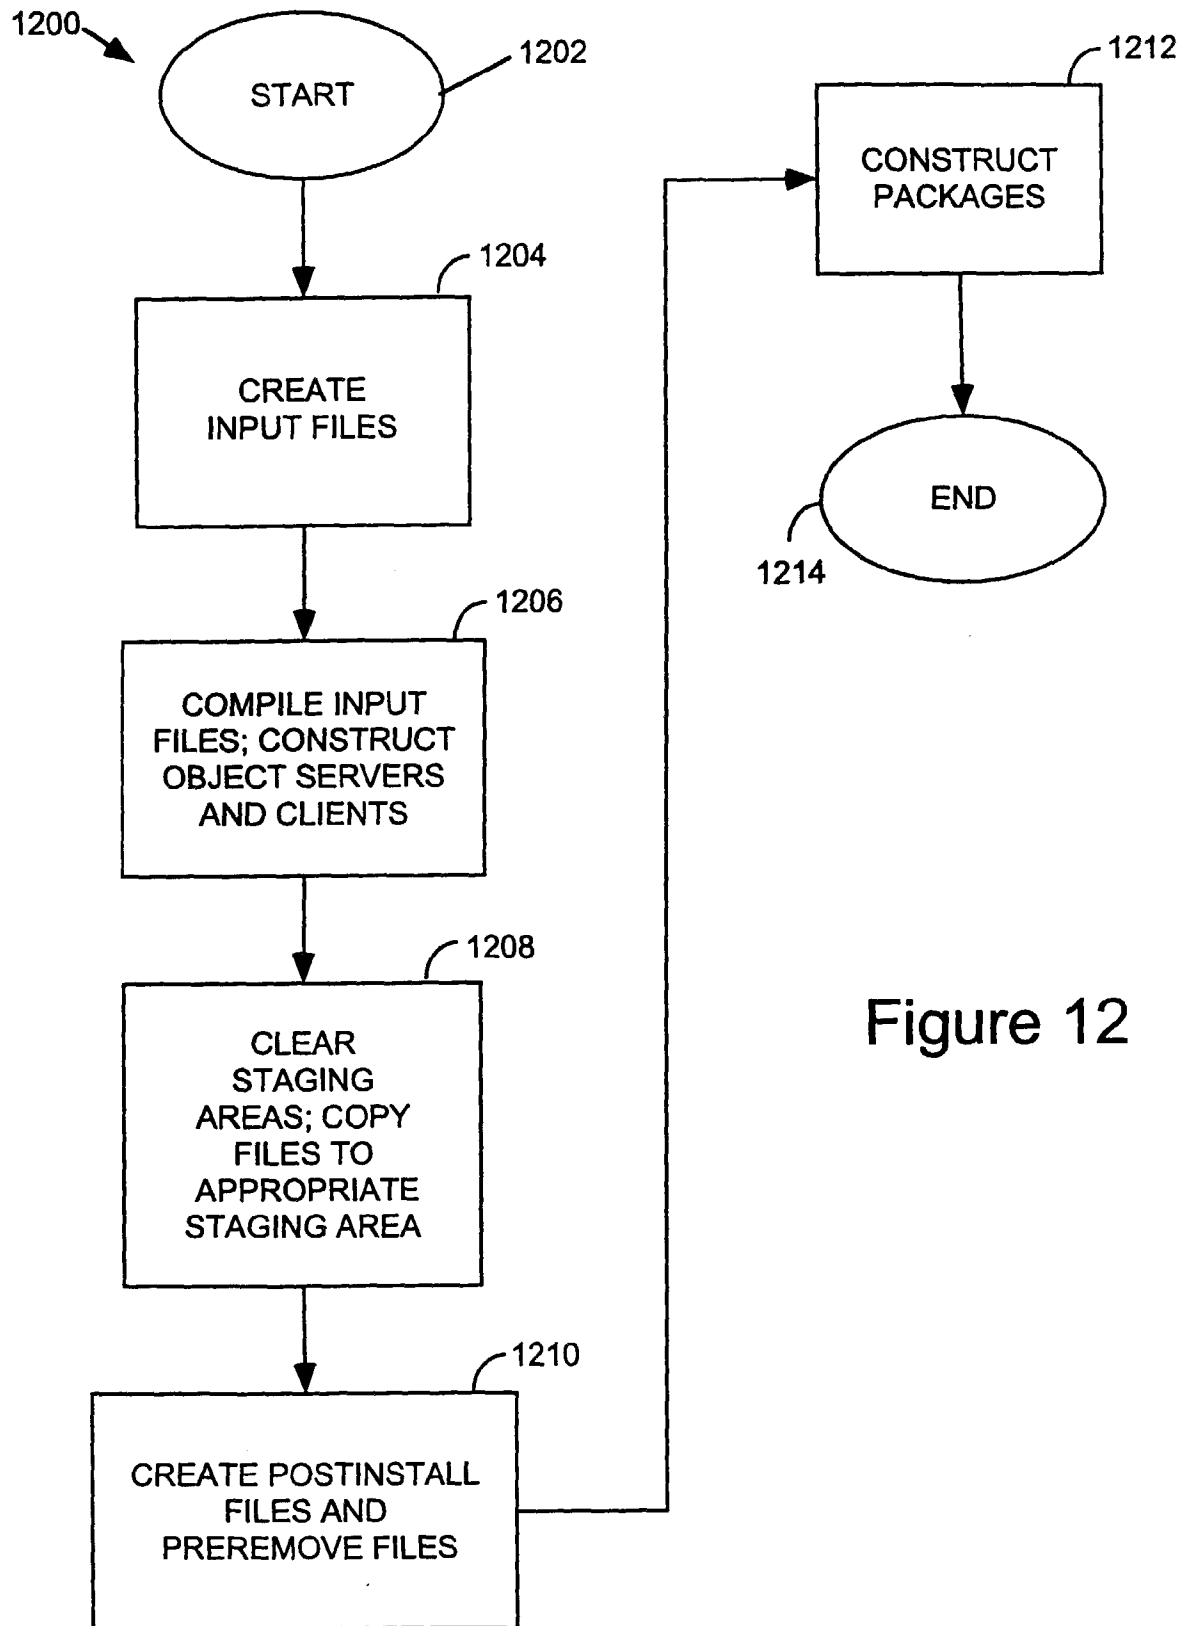 1200
START
1202
1204
CREATE
INPUT FILES
1206
COMPILE INPUT
FILES; CONSTRUCT
OBJECT SERVERS
AND CLIENTS
1208
CLEAR
STAGING
AREAS; COPY
FILES TO
APPROPRIATE
STAGING AREA
1210
CREATE POSTINSTALL
FILES AND
PREREMOVE FILES
1212
CONSTRUCT
PACKAGES
END
1214
Figure 12